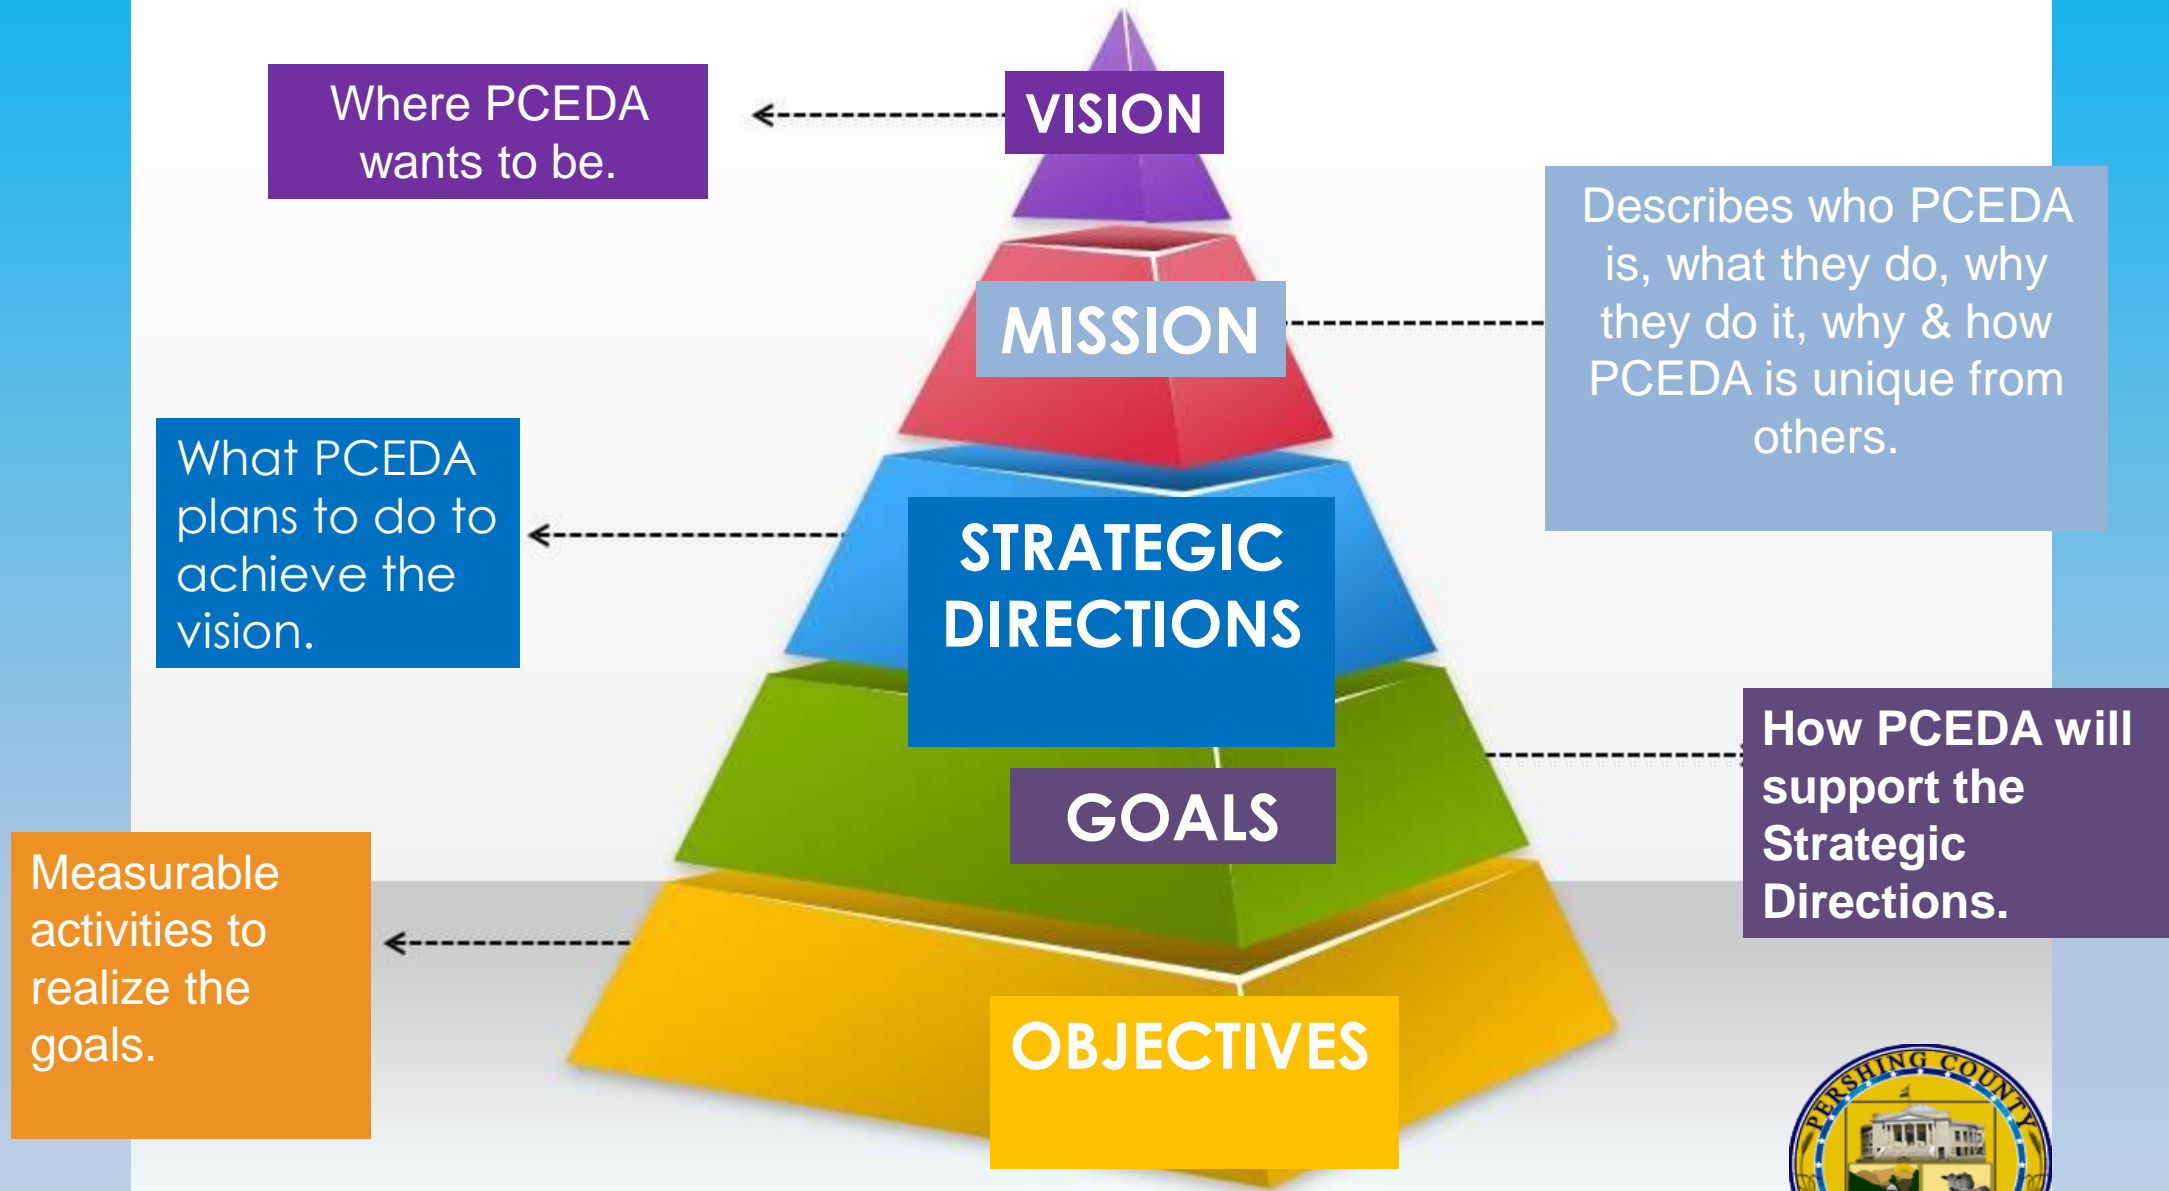 Where PCEDA
wants to be.
VISION
Describes who PCEDA
is, what they do, why
they do it, why & how
PCEDA is unique from
others.
MISSION
What PCEDA
plans to do to
achieve the
vision.
STRATEGIC
DIRECTIONS
How PCEDA will
support the
Strategic
Directions.
GOALS
Measurable
activities to
realize the
goals.
OBJECTIVES
PERSHING COUNTY